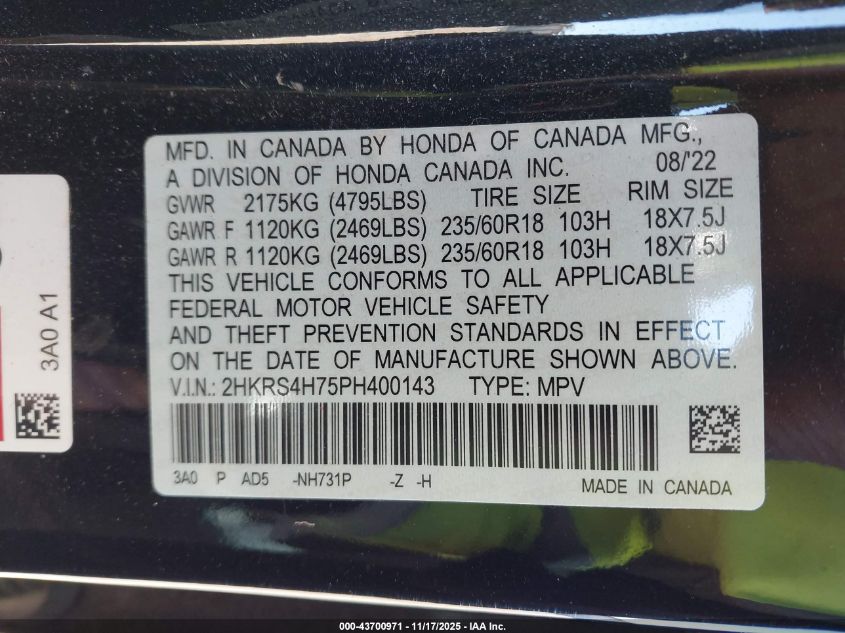 MFD. IN CANADA BY HONDA OF CANADA MFG.,
A DIVISION OF HONDA CANADA INC. 08/'22
GVWR 2175KG (4795LBS) TIRE SIZE RIM SIZE
GAWR F 1120KG (2469LBS) 235/60R18 103H 18X7.5J
GAWR R 1120KG (2469LBS) 235/60R18 103H 18X7.5J
THIS VEHICLE CONFORMS TO ALL APPLICABLE
FEDERAL MOTOR VEHICLE SAFETY
AND THEFT PREVENTION STANDARDS IN EFFECT
ON THE DATE OF MANUFACTURE SHOWN ABOVE.
V.I.N.: 2HKRS4H75PH400143 TYPE: MPV
3A0 P AD5 -NH731P -Z -H
MADE IN CANADA
3A0 A1
000-43700971 - 11/17/2025 - IAA Inc.